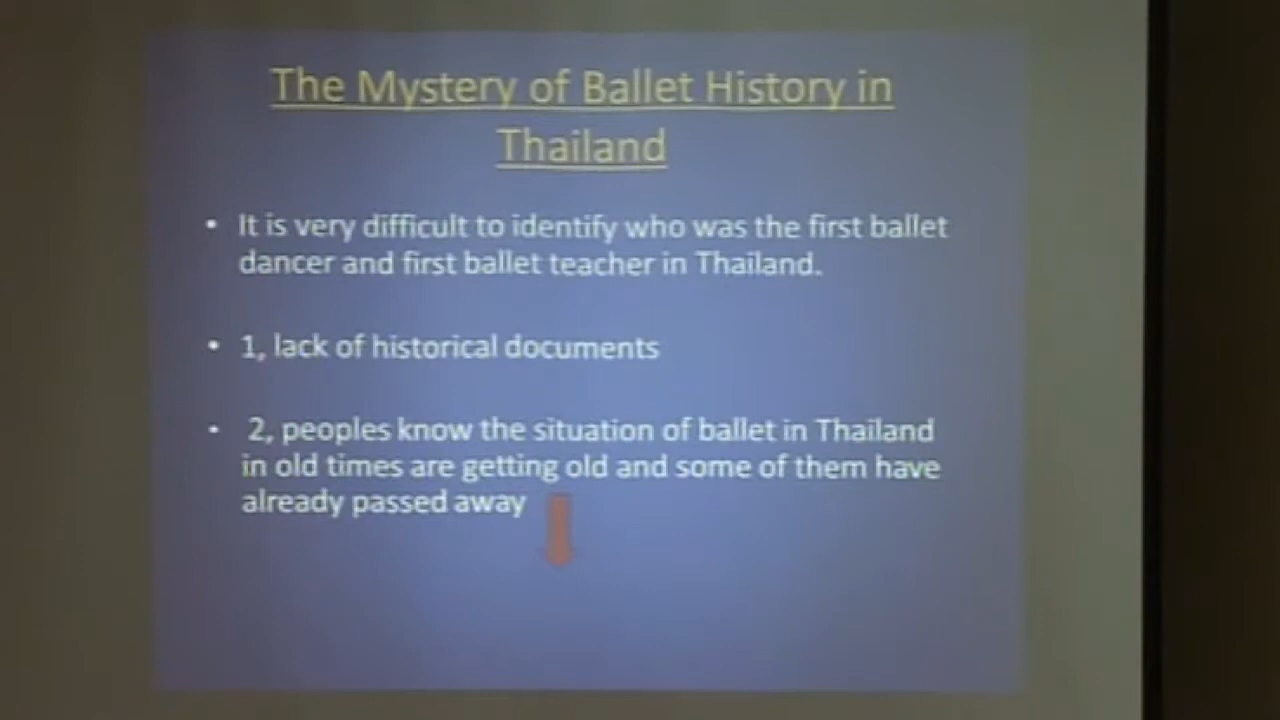 The Mystery of Ballet History in
Thailand
• It is very difficult to identify who was the first ballet
dancer and first ballet teacher in Thailand.
• 1, lack of historical documents
• 2, peoples know the situation of ballet in Thailand
in old times are getting old and some of them have
already passed away